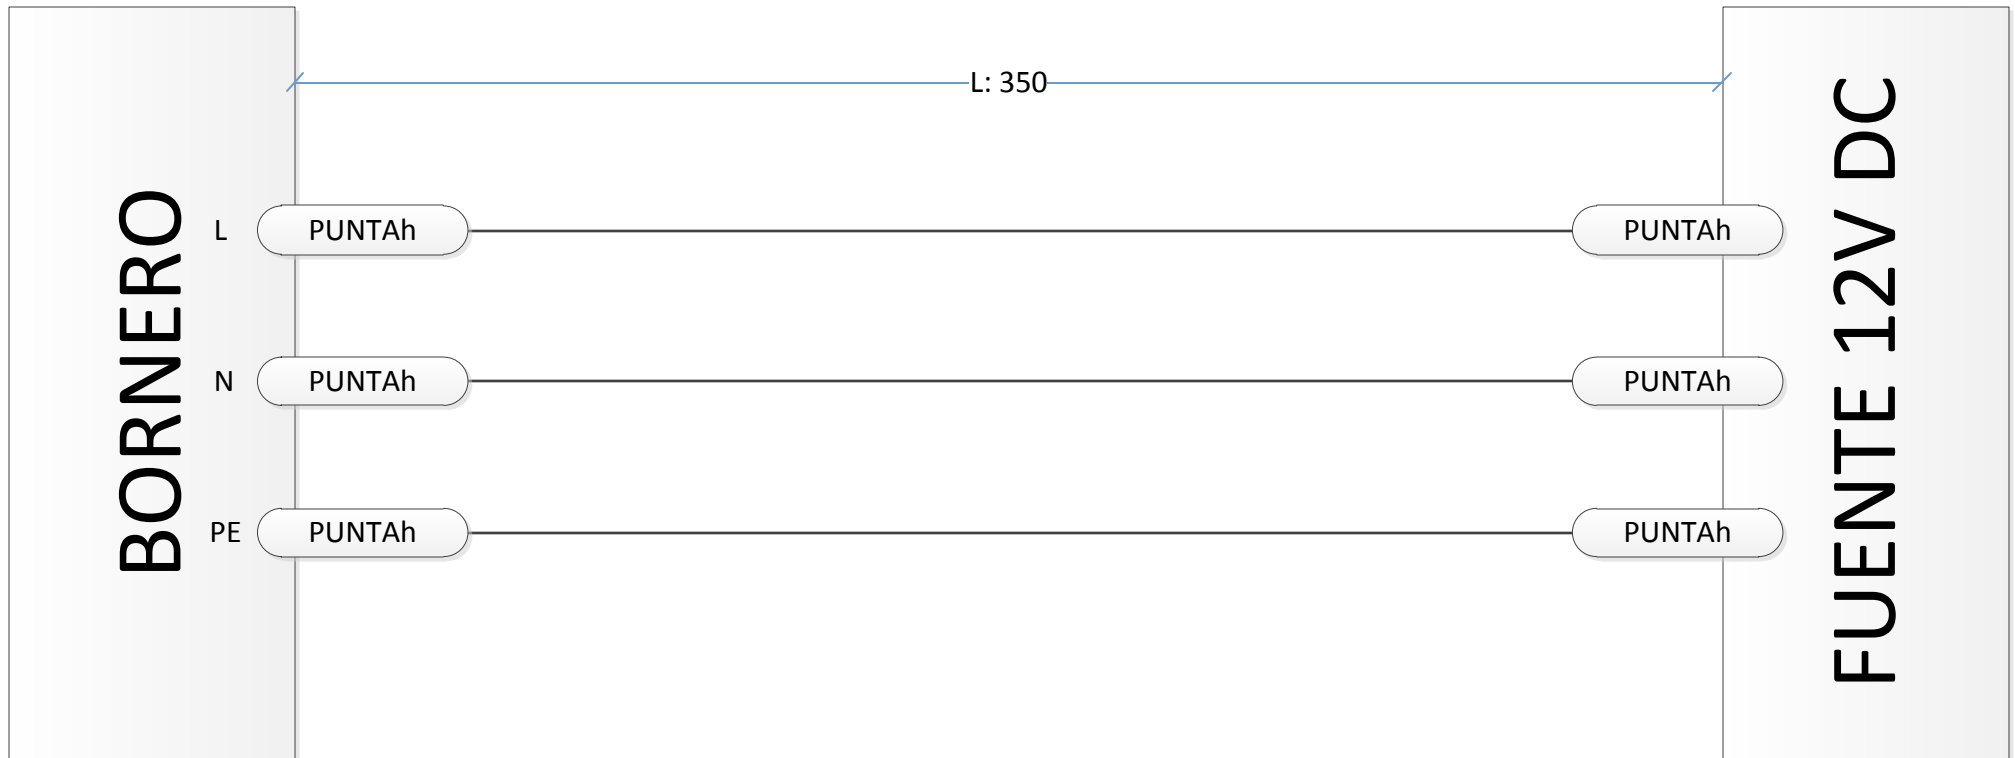 L: 350
BORNERO
FUENTE 12V DC
L PUNTAh PUNTAh
N PUNTAh PUNTAh
PE PUNTAh PUNTAh